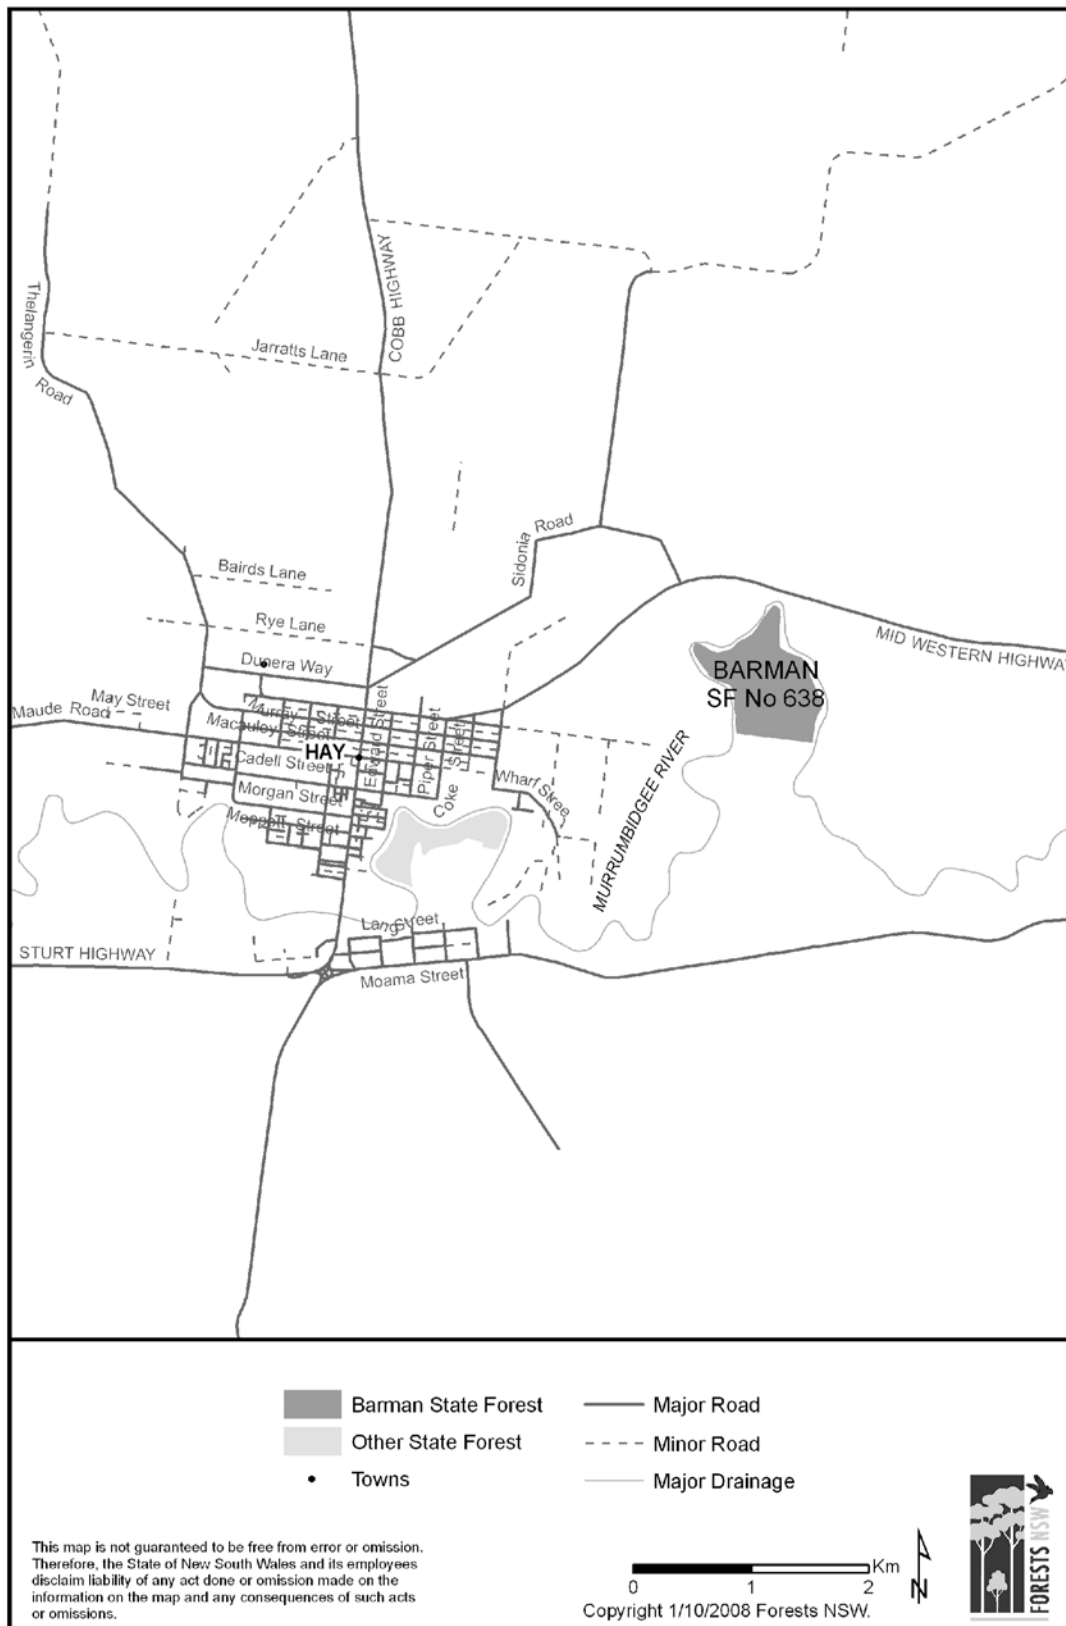 COBB HIGHWAY
Thelangerin
Road
Jarratts Lane
Sidonia
Road
Bairds Lane
Rye Lane
MID WESTERN HIGHWAY
Dunera Way
BARMAN
SF No 638
May Street
Maude Road
Murray Street
Macauley Street
Edward Street
Piper Street
HAY
Cadell Street
Coke
Street
Wharf Stree
Morgan Street
Moppett Street
MURRUMBIDGEE RIVER
Lang Street
STURT HIGHWAY
Moama Street
Barman State Forest
Major Road
Other State Forest
Minor Road
Towns
Major Drainage
This map is not guaranteed to be free from error or omission.
Therefore, the State of New South Wales and its employees
disclaim liability of any act done or omission made on the
information on the map and any consequences of such acts
or omissions.
Km
0 1 2
Copyright 1/10/2008 Forests NSW.
N
FORESTS NSW